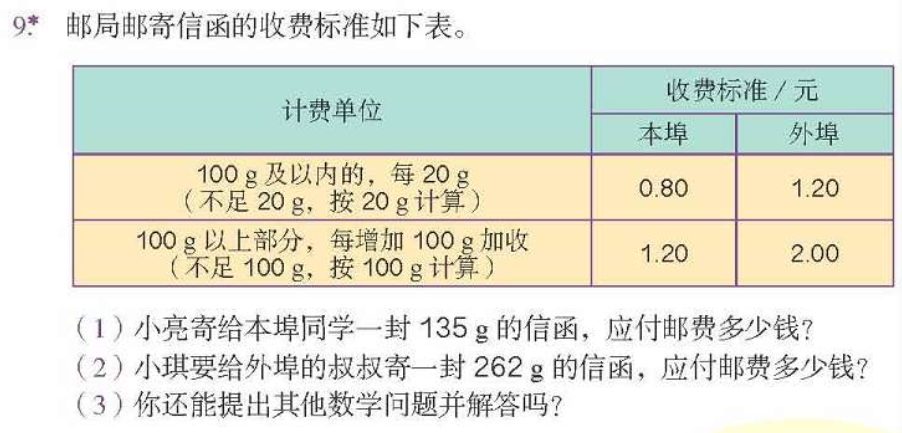 9* 邮局邮寄信函的收费标准如下表。
计费单位 收费标准/元
本埠 外埠
100 g 及以内的，每 20 g
（不足 20 g，按 20 g 计算） 0.80 1.20
100 g 以上部分，每增加 100 g 加收
（不足 100 g，按 100 g 计算） 1.20 2.00
（1）小亮寄给本埠同学一封 135 g 的信函，应付邮费多少钱？
（2）小琪要给外埠的叔叔寄一封 262 g 的信函，应付邮费多少钱？
（3）你还能提出其他数学问题并解答吗？